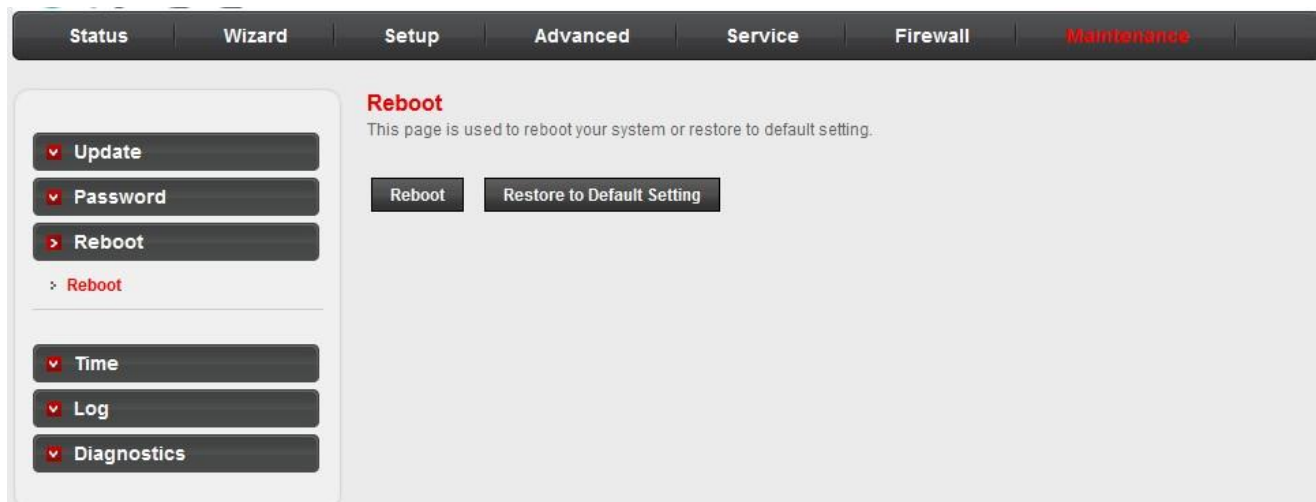 Status Wizard Setup Advanced Service Firewall Maintenance
Update
Password
Reboot
Reboot
Time
Log
Diagnostics
Reboot
This page is used to reboot your system or restore to default setting.
Reboot Restore to Default Setting